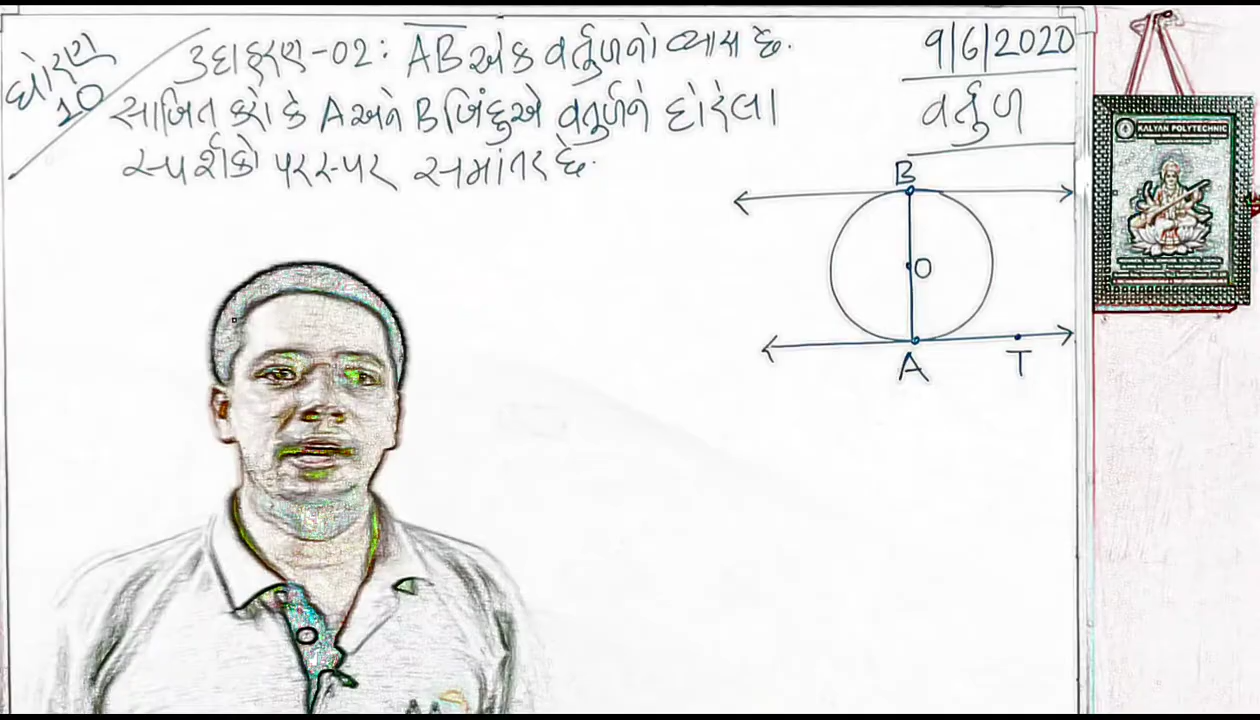 ધોરણ
10
ઉદાહરણ-02: AB એક વર્તુળનો વ્યાસ છે.
સાબિત કરો કે A અને B બિંદુએ વર્તુળને દોરેલા
સ્પર્શકો પરસ્પર સમાંતર છે.
9/6/2020
વર્તુળ
B
O
A
T
KALYAN POLYTECHNIC